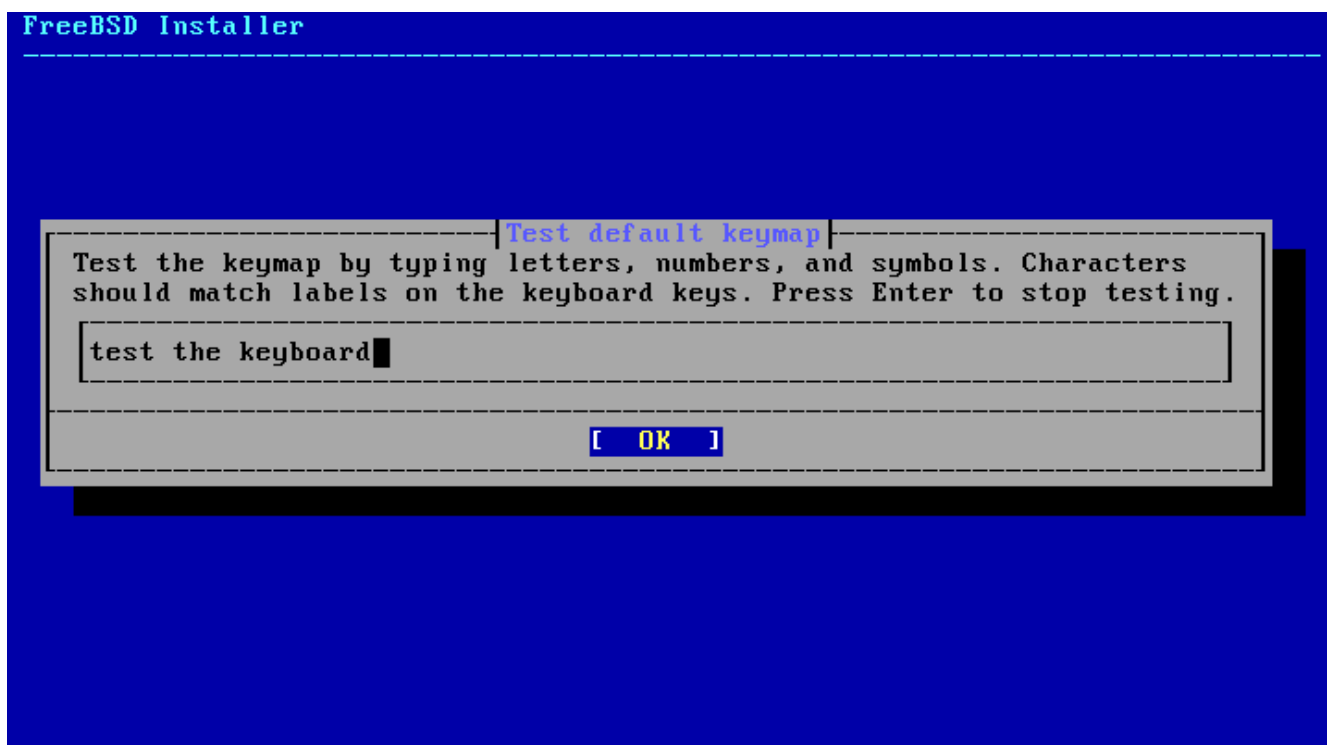 FreeBSD Installer
Test default keymap
Test the keymap by typing letters, numbers, and symbols. Characters
should match labels on the keyboard keys. Press Enter to stop testing.
test the keyboard
[ OK ]